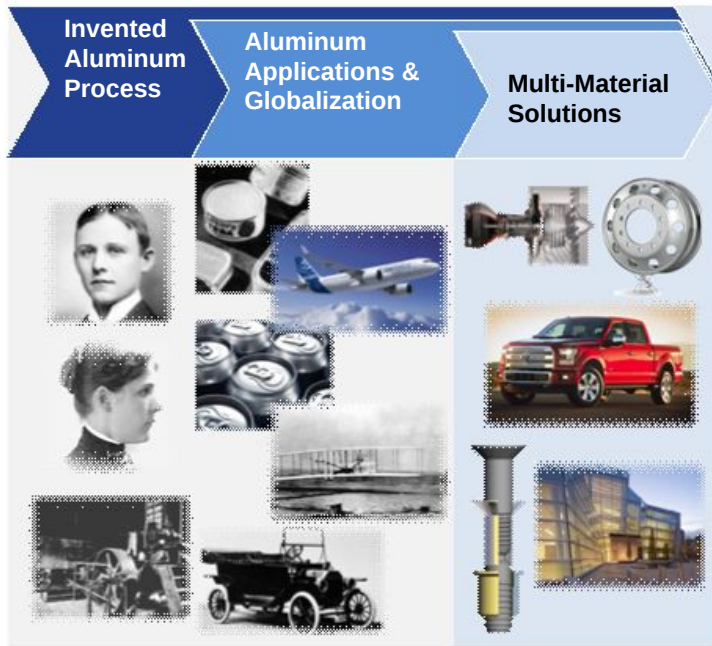 Invented
Aluminum
Process
Aluminum
Applications &
Globalization
Multi-Material
Solutions